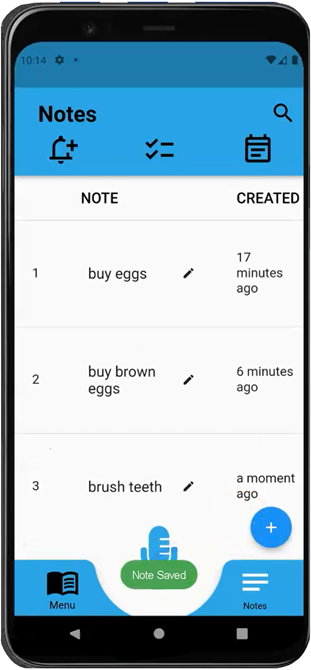 10:14
Notes
NOTE CREATED
1 buy eggs 17
minutes
ago
2 buy brown
eggs 6 minutes
ago
3 brush teeth a moment
ago
Note Saved
Menu Notes